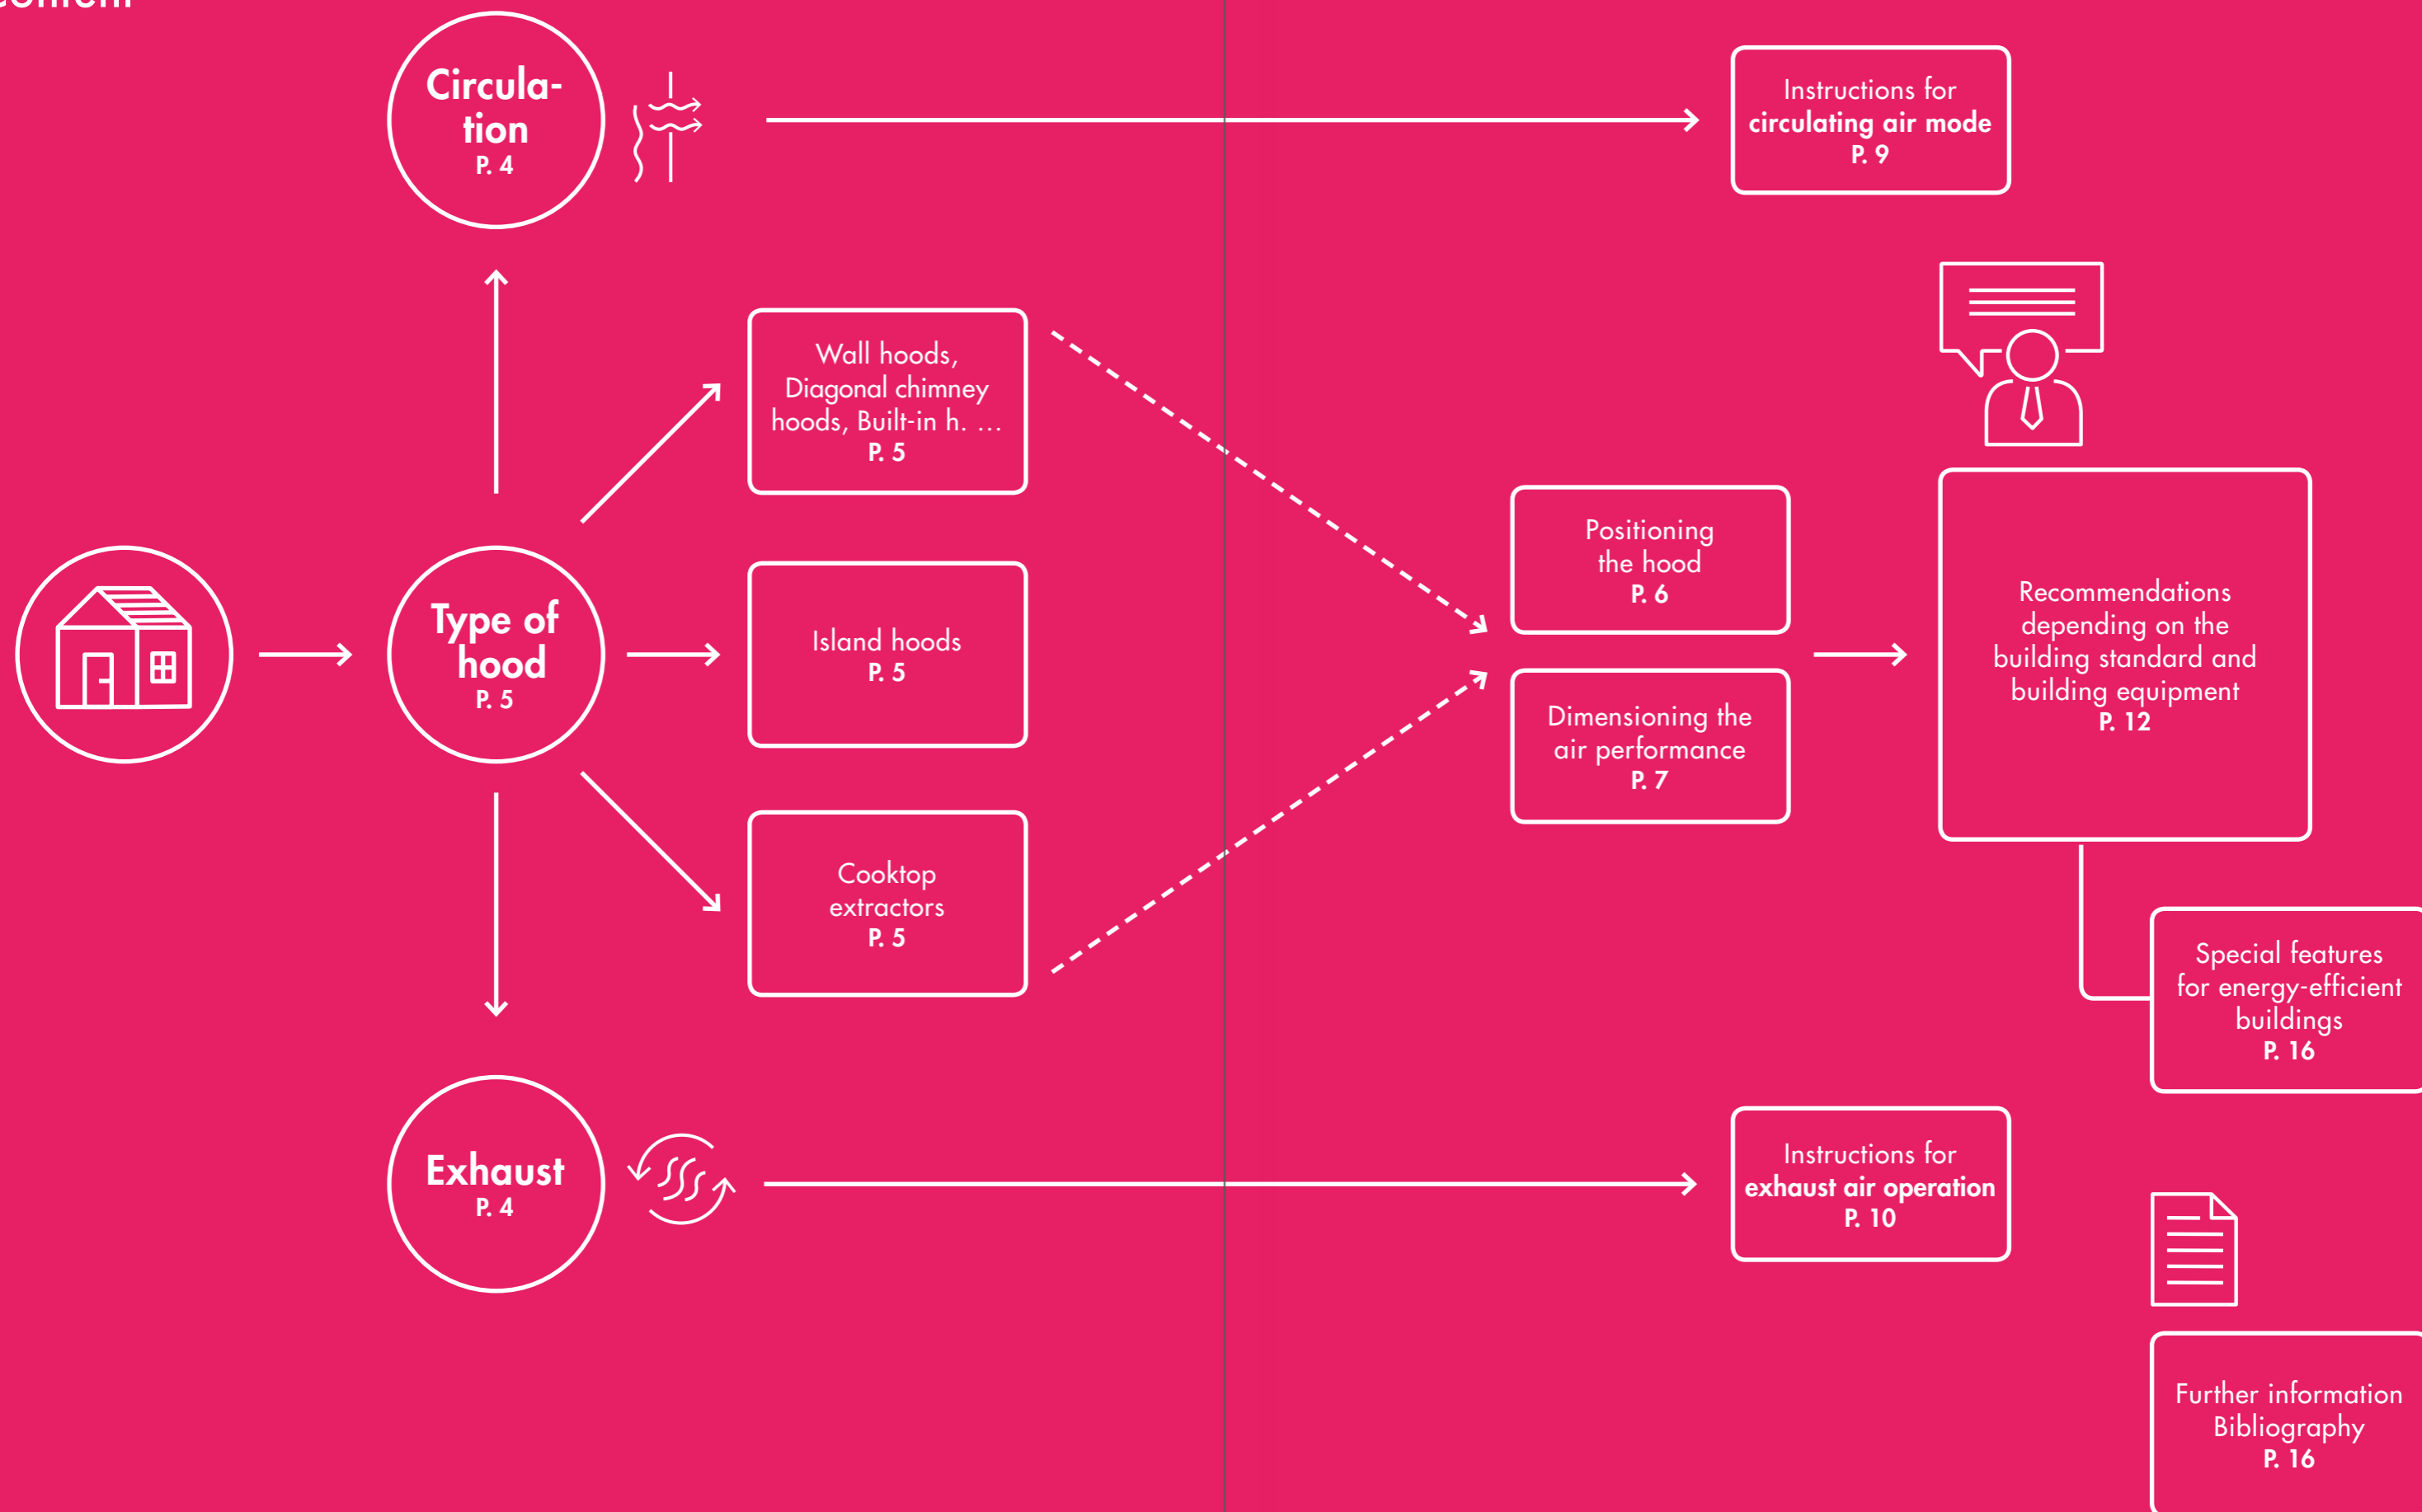 Content
Circula-
tion
P. 4
Instructions for
circulating air mode
P. 9
Wall hoods,
Diagonal chimney
hoods, Built-in h. …
P. 5
Type of
hood
P. 5
Island hoods
P. 5
Cooktop
extractors
P. 5
Positioning
the hood
P. 6
Dimensioning the
air performance
P. 7
Recommendations
depending on the
building standard and
building equipment
P. 12
Special features
for energy-efficient
buildings
P. 16
Exhaust
P. 4
Instructions for
exhaust air operation
P. 10
Further information
Bibliography
P. 16